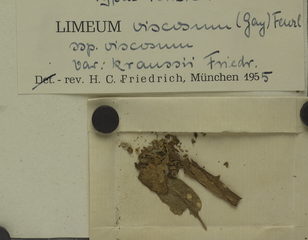 LIMEUM viscosum (Gay) Fenzl
ssp. viscosum
var: kraussii Friedr.
Det. - rev. H. C. Friedrich, München 1955